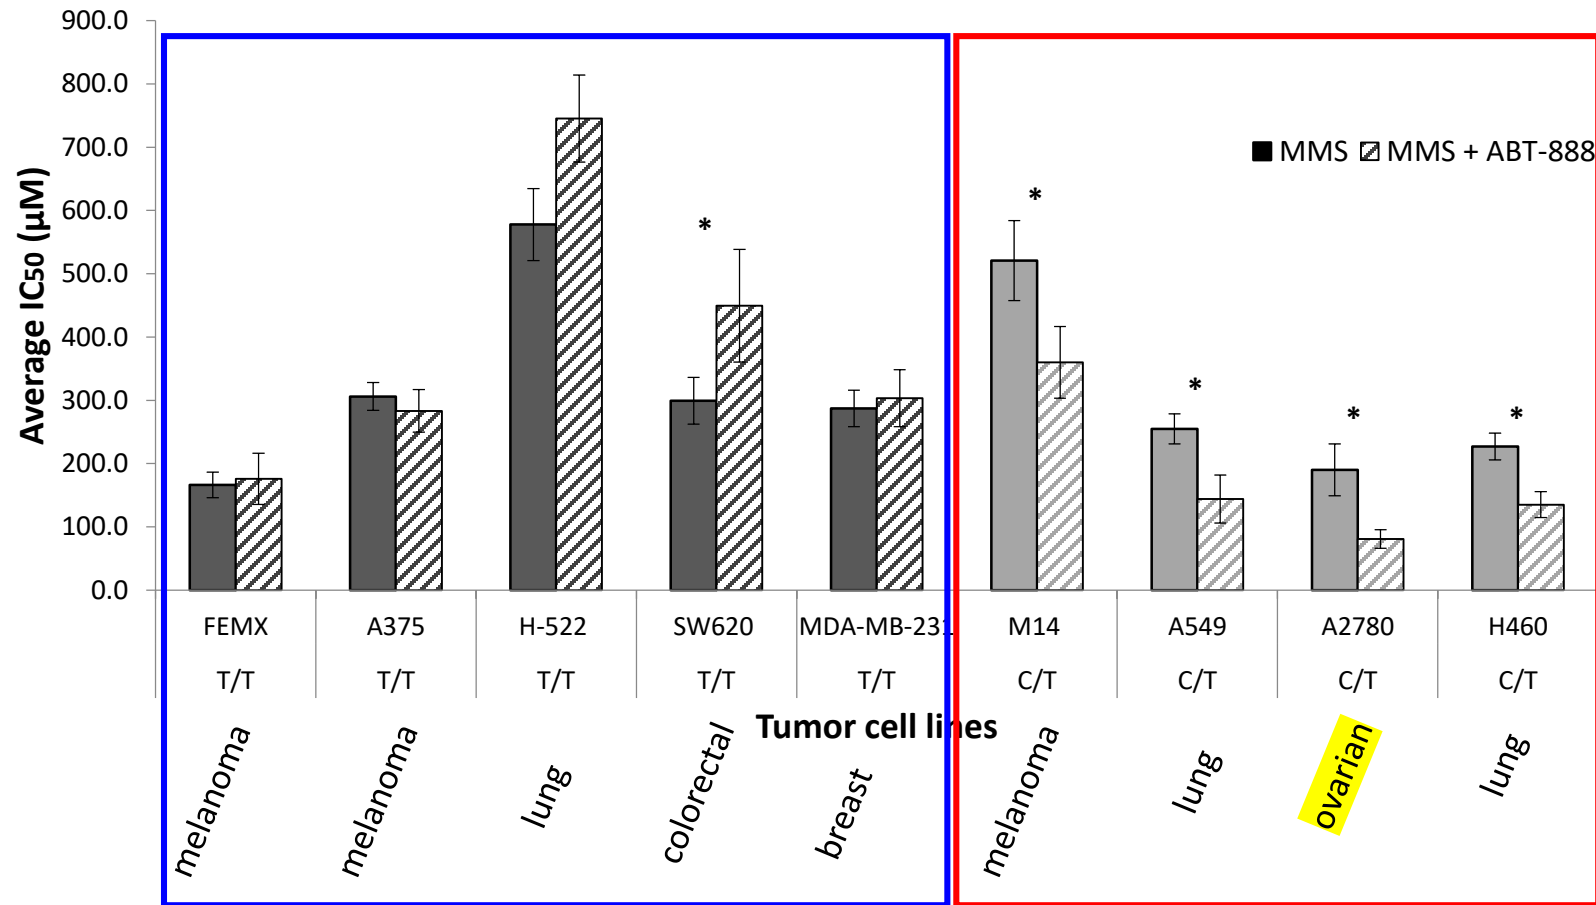 900.0
800.0
700.0
600.0
500.0
400.0
300.0
200.0
100.0
0.0
Average IC50 (µM)
MMS MMS + ABT-888
*
*
*
*
*
FEMX A375 H-522 SW620 MDA-MB-231 M14 A549 A2780 H460
T/T T/T T/T T/T T/T C/T C/T C/T C/T
Tumor cell lines
melanoma melanoma lung colorectal breast melanoma lung ovarian lung